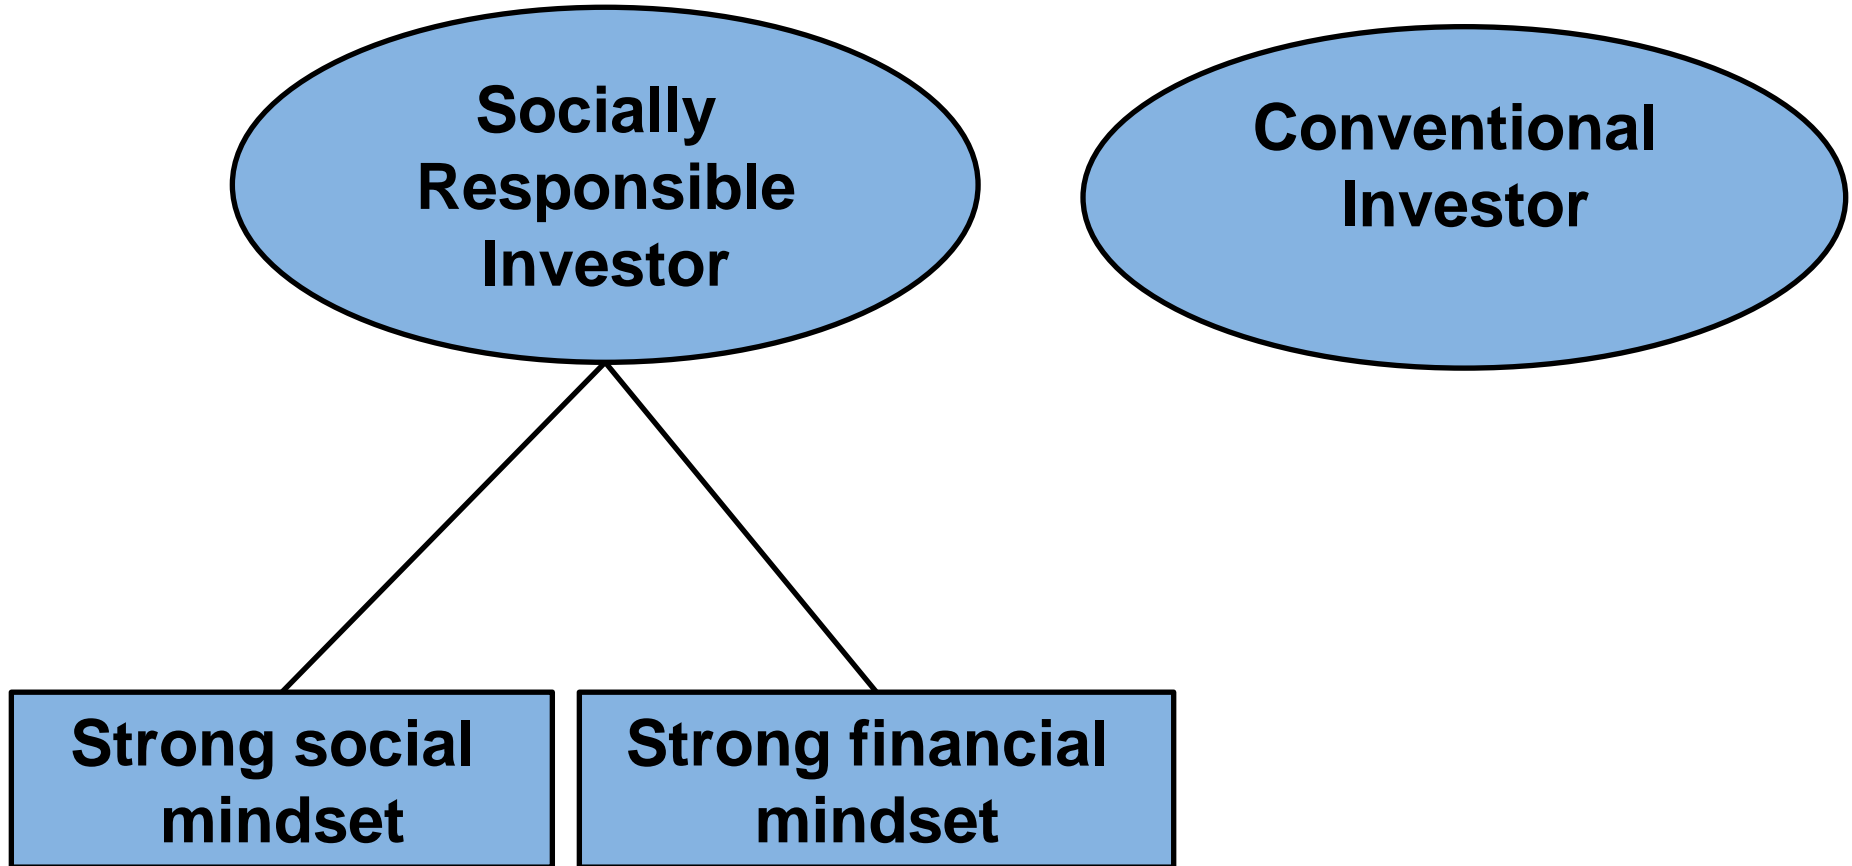 Socially
Responsible
Investor
Conventional
Investor
Strong social
mindset
Strong financial
mindset